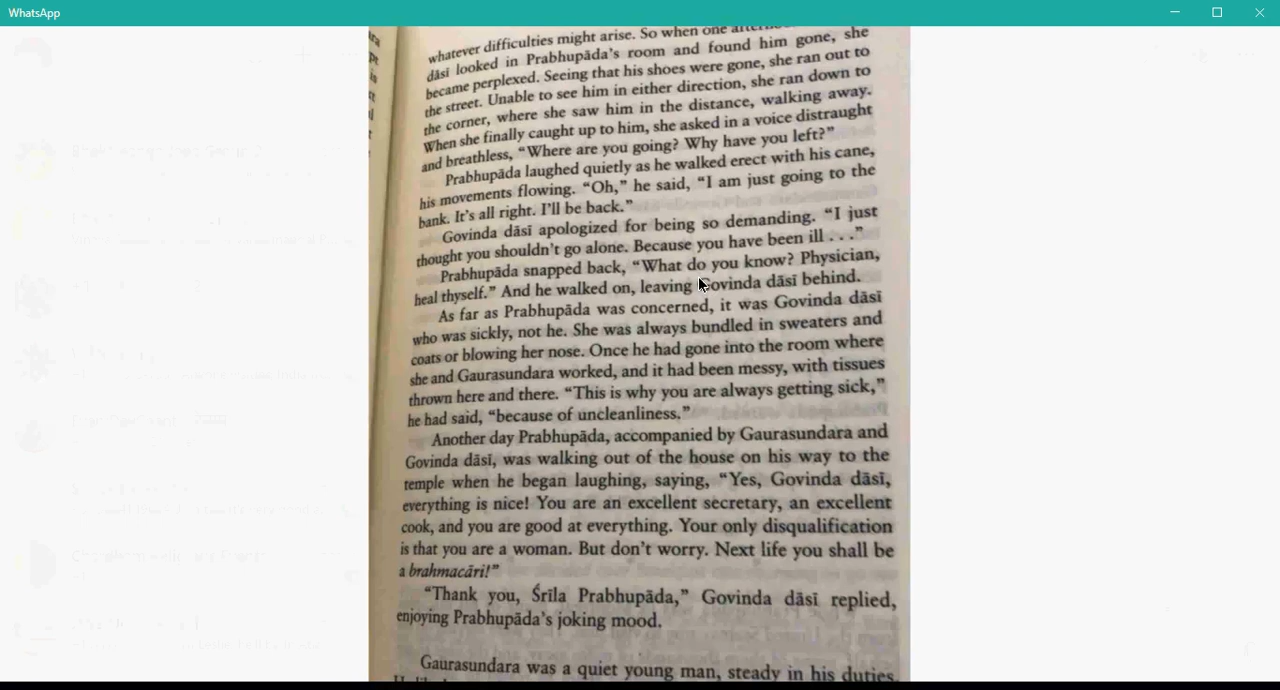 WhatsApp
whatever difficulties might arise. So when one
dāsī looked in Prabhupāda's room and found him gone, she
became perplexed. Seeing that his shoes were gone, she ran out to
the street. Unable to see him in either direction, she ran down to
the corner, where she saw him in the distance, walking away.
When she finally caught up to him, she asked in a voice distraught
and breathless, “Where are you going? Why have you left?”
Prabhupāda laughed quietly as he walked erect with his cane,
his movements flowing. “Oh,” he said, “I am just going to the
bank. It's all right. I'll be back.”
Govinda dāsī apologized for being so demanding. “I just
thought you shouldn't go alone. Because you have been ill . . .”
Prabhupāda snapped back, “What do you know? Physician,
heal thyself.” And he walked on, leaving Govinda dāsī behind.
As far as Prabhupāda was concerned, it was Govinda dāsī
who was sickly, not he. She was always bundled in sweaters and
coats or blowing her nose. Once he had gone into the room where
she and Gaurasundara worked, and it had been messy, with tissues
thrown here and there. “This is why you are always getting sick,”
he had said, “because of uncleanliness.”
Another day Prabhupāda, accompanied by Gaurasundara and
Govinda dāsī, was walking out of the house on his way to the
temple when he began laughing, saying, “Yes, Govinda dāsī,
everything is nice! You are an excellent secretary, an excellent
cook, and you are good at everything. Your only disqualification
is that you are a woman. But don't worry. Next life you shall be
a brahmacāri!”
“Thank you, Śrīla Prabhupāda,” Govinda dāsī replied,
enjoying Prabhupāda's joking mood.
Gaurasundara was a quiet young man, steady in his duties.